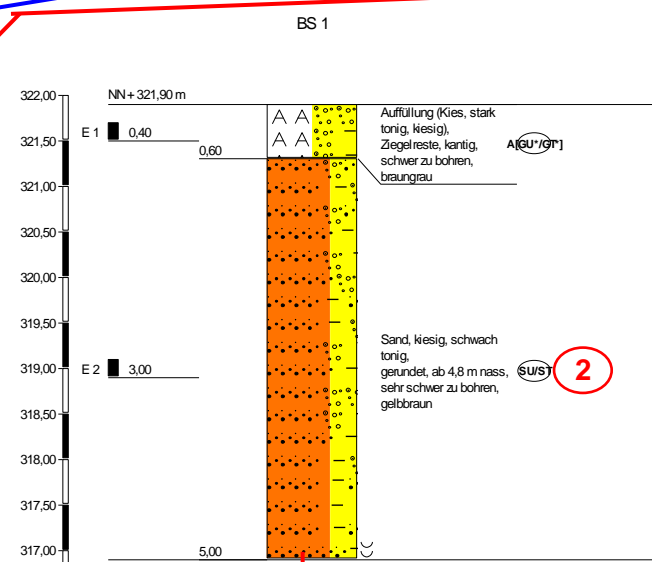 BS 1
322,00
NN + 321,90 m
Auffüllung (Kies, stark
tonig, kiesig),
Ziegelreste, kantig,
schwer zu bohren,
braungrau
A[GU*/GT*]
E 1
0,40
321,50
0,60
321,00
320,50
320,00
319,50
Sand, kiesig, schwach
tonig,
gerundet, ab 4,8 m nass,
sehr schwer zu bohren,
gelbbraun
SU/ST
2
319,00
E 2
3,00
318,50
318,00
317,50
317,00
5,00